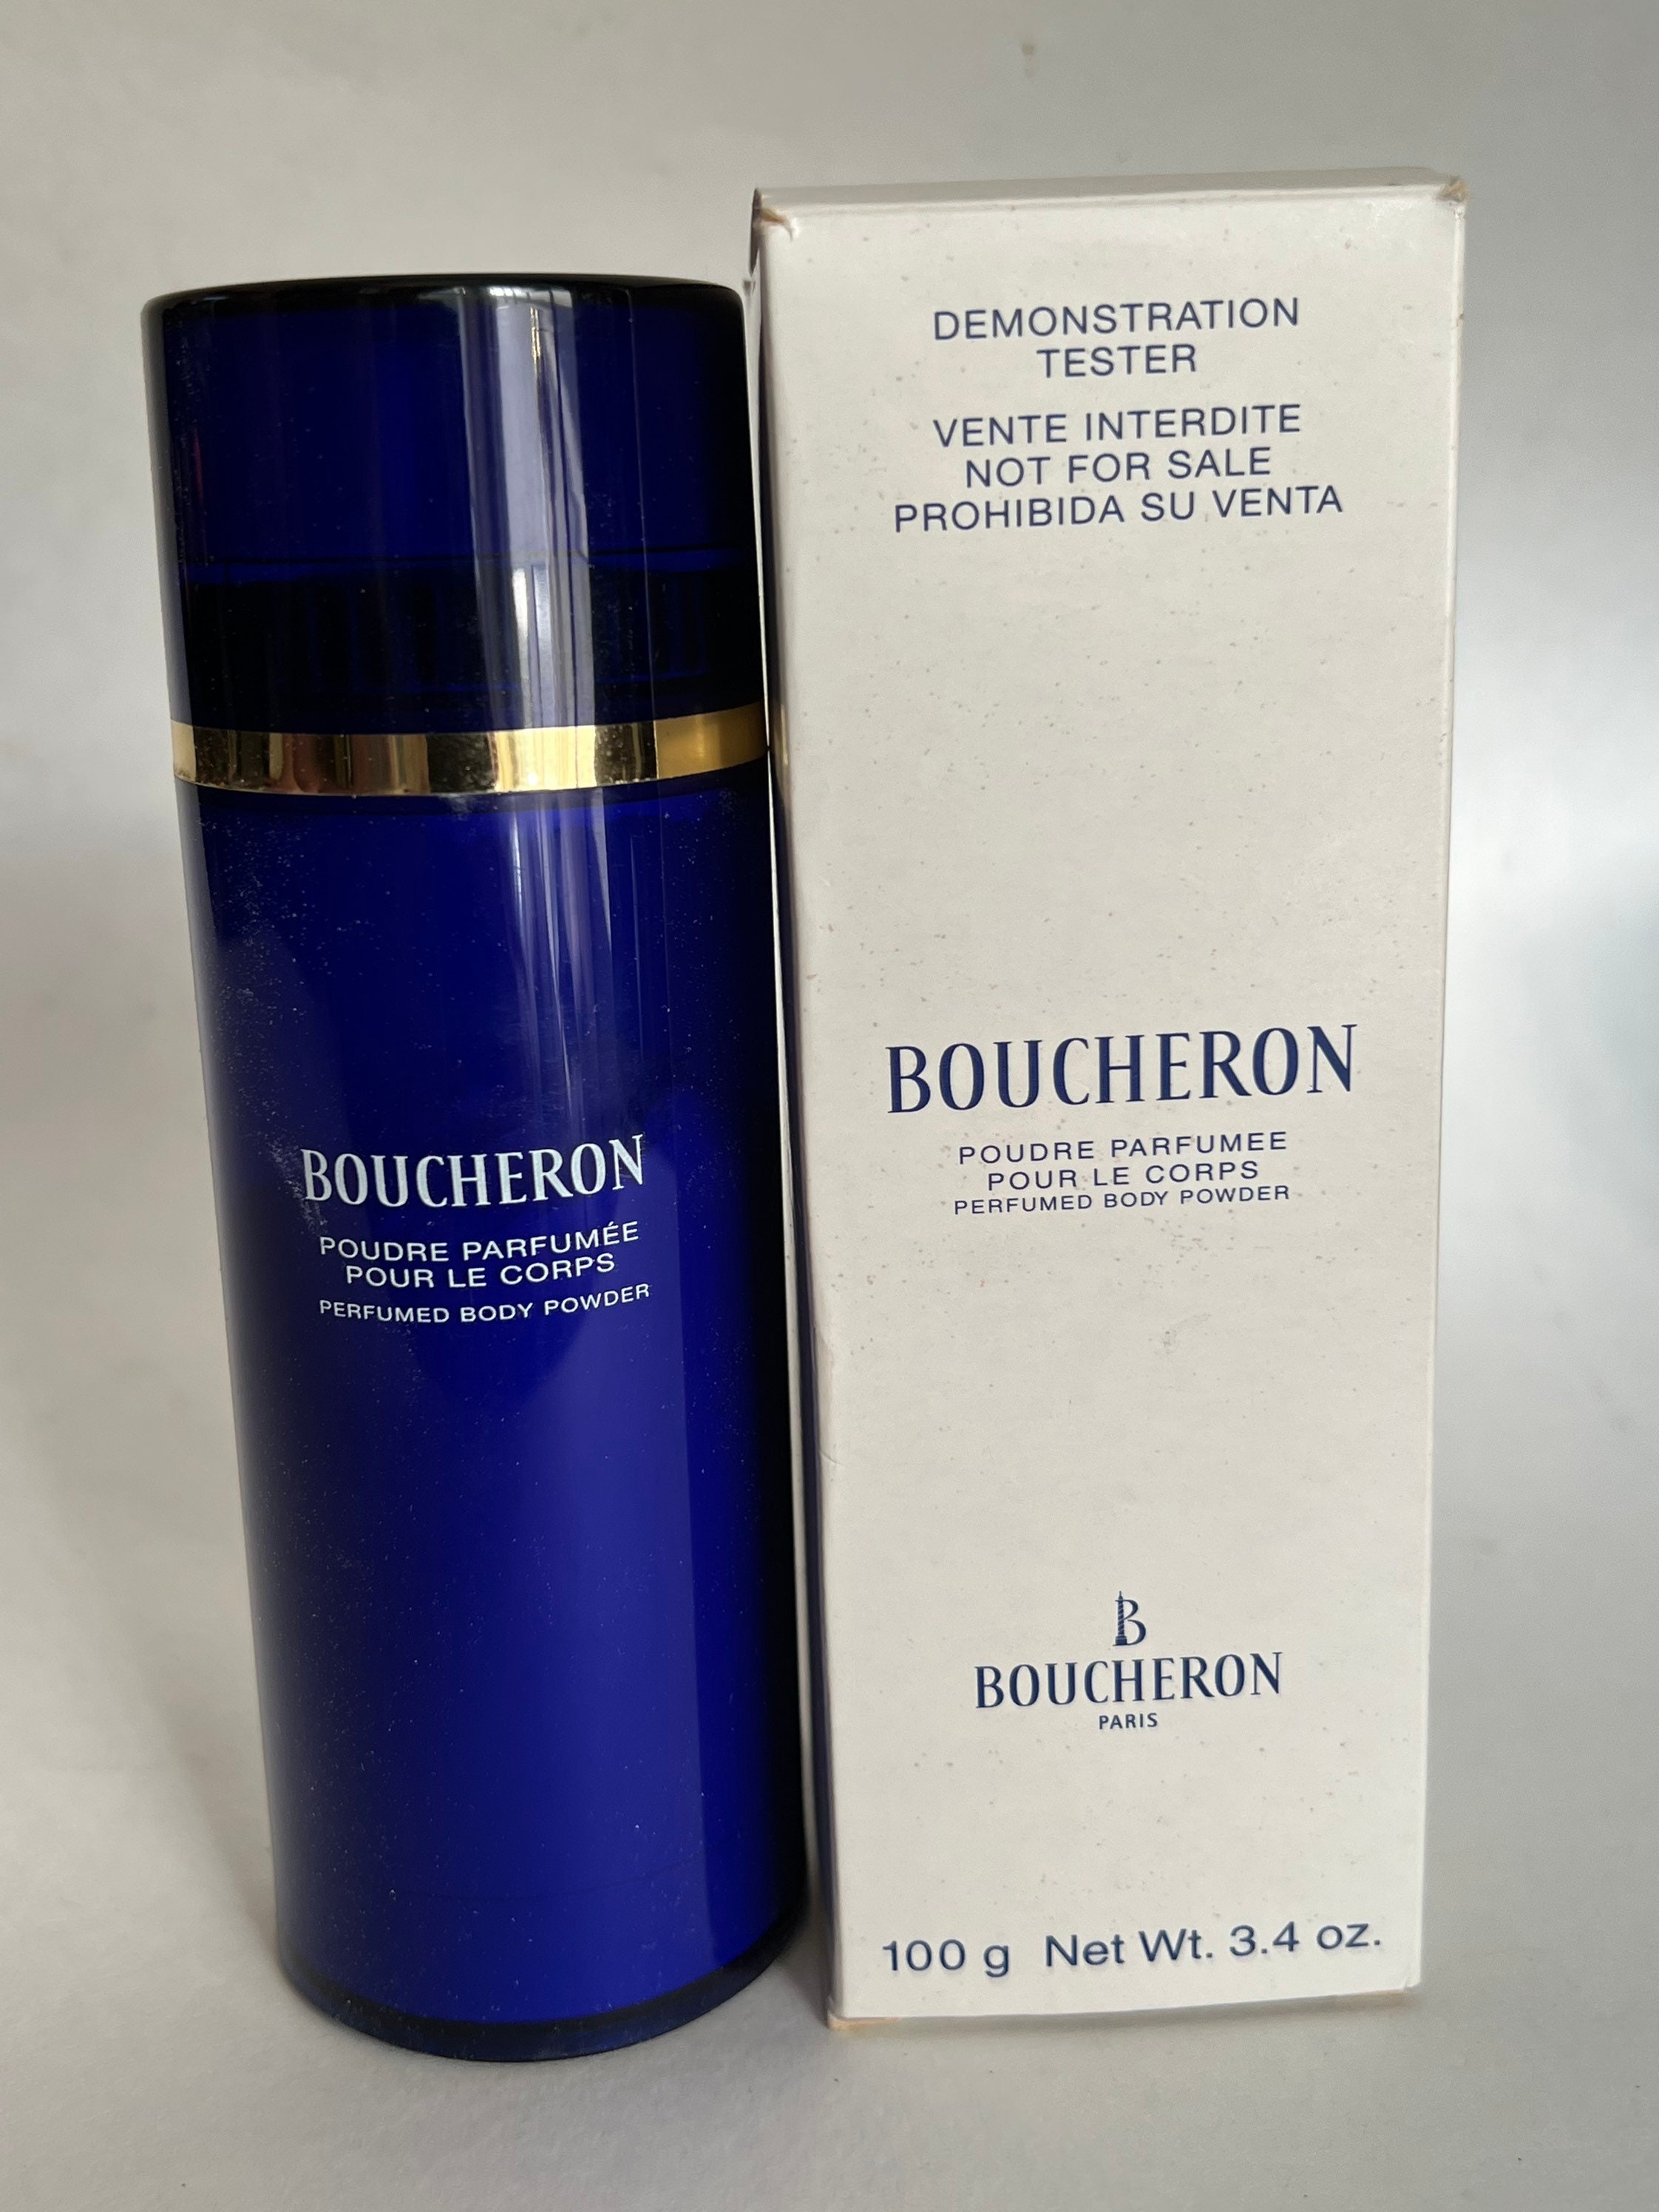 BOUCHERON
POUDRE PARFUMÉE
POUR LE CORPS
PERFUMED BODY POWDER
DEMONSTRATION
TESTER
VENTE INTERDITE
NOT FOR SALE
PROHIBIDA SU VENTA
BOUCHERON
POUDRE PARFUMEE
POUR LE CORPS
PERFUMED BODY POWDER
B
BOUCHERON
PARIS
100 g Net Wt. 3.4 oz.